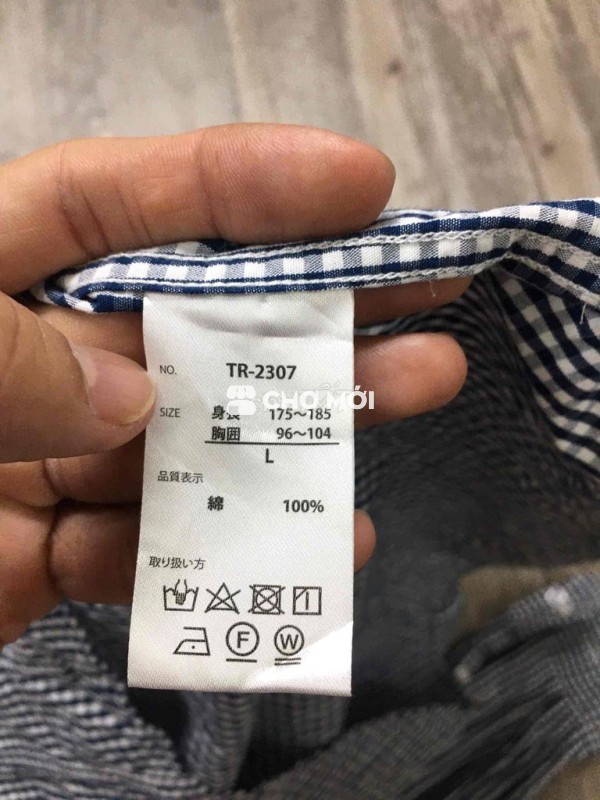 NO. TR-2307
CHỢ MỚI
SIZE 身長 175〜185
胸囲 96〜104
L
品質表示
綿 100%
取り扱い方
F W